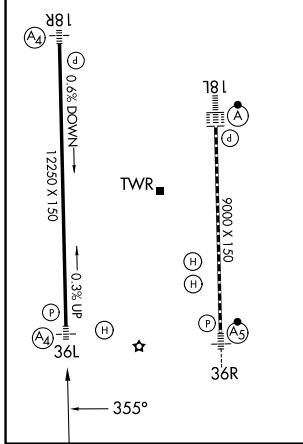 18R
A4
P
0.6% DOWN
12250 X 150
18L
A
P
TWR
9000 X 150
H
H
0.3% UP
P
A4
H
36L
P
A5
36R
355°